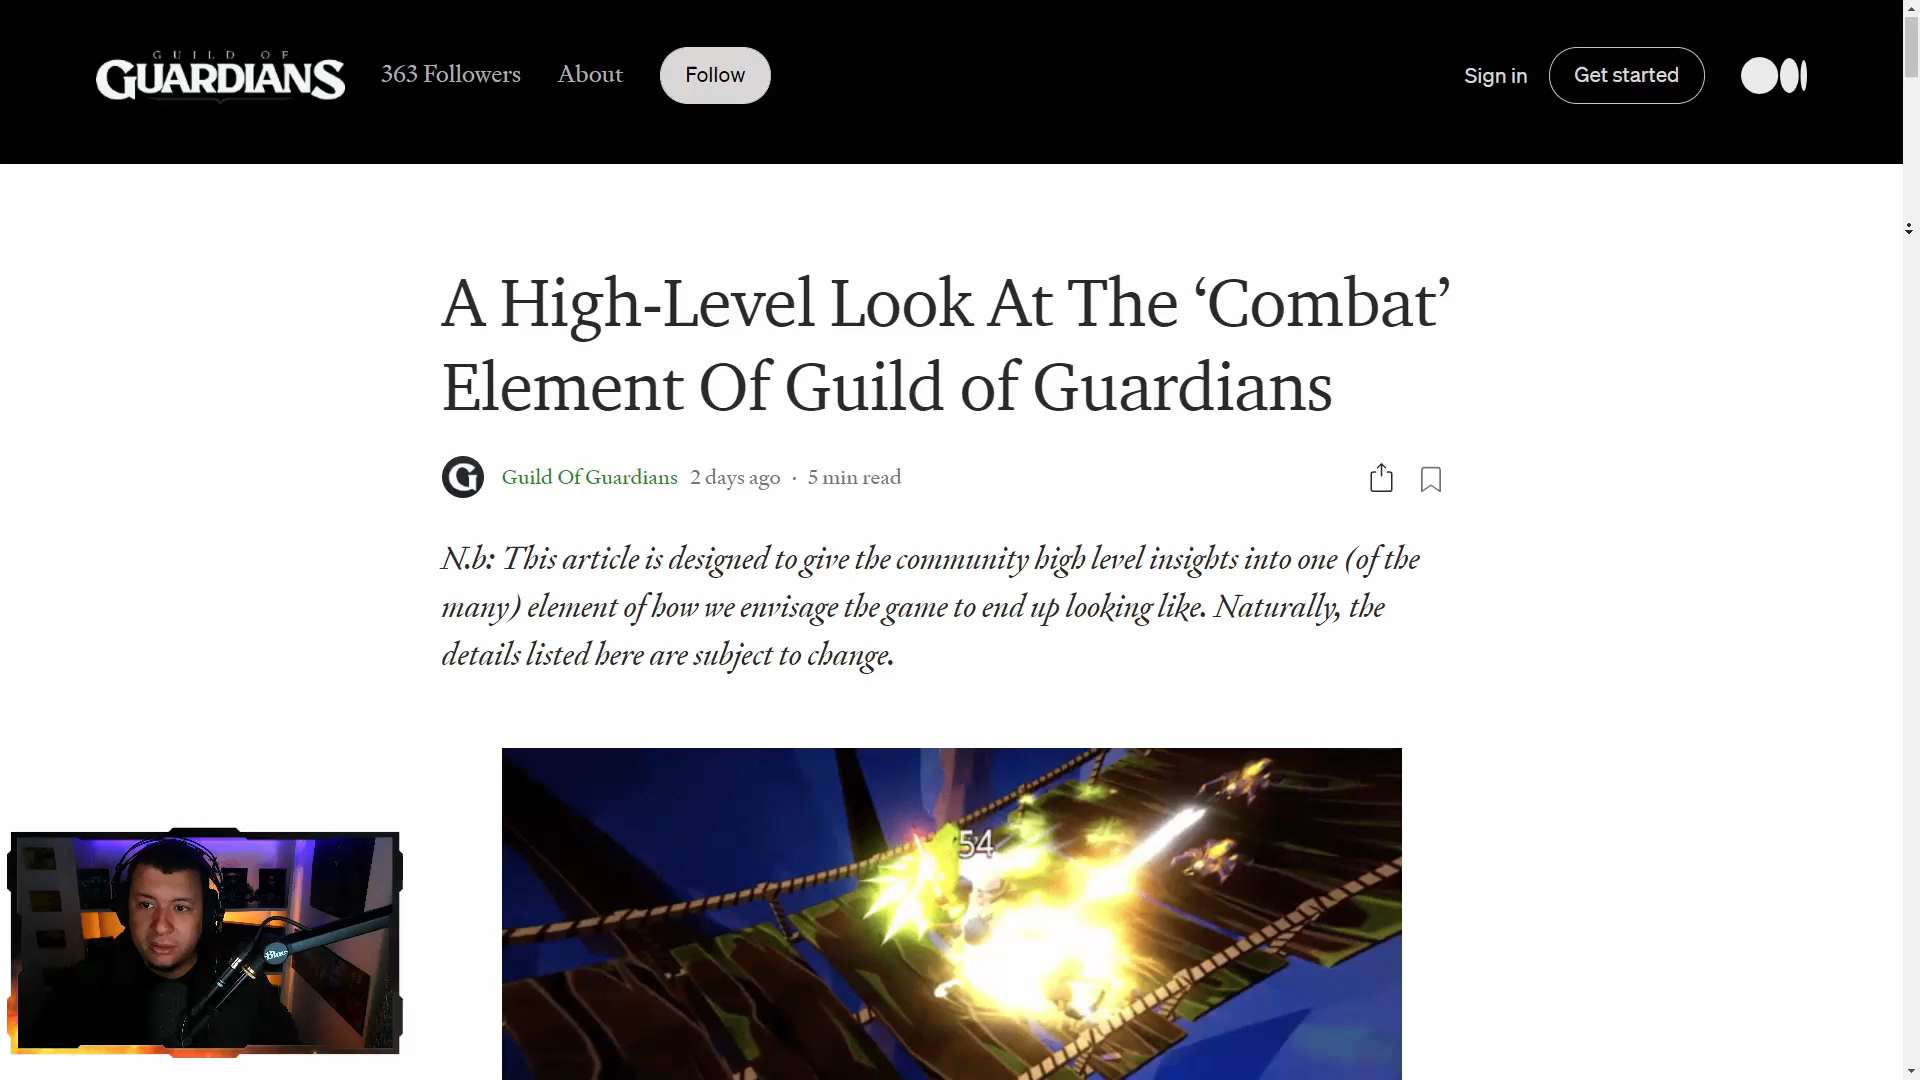 GUILD OF
GUARDIANS
363 Followers
About
Follow
Sign in
Get started
A High-Level Look At The ‘Combat’
Element Of Guild of Guardians
G
Guild Of Guardians 2 days ago · 5 min read
N.b: This article is designed to give the community high level insights into one (of the
many) element of how we envisage the game to end up looking like. Naturally, the
details listed here are subject to change.
54
Blue